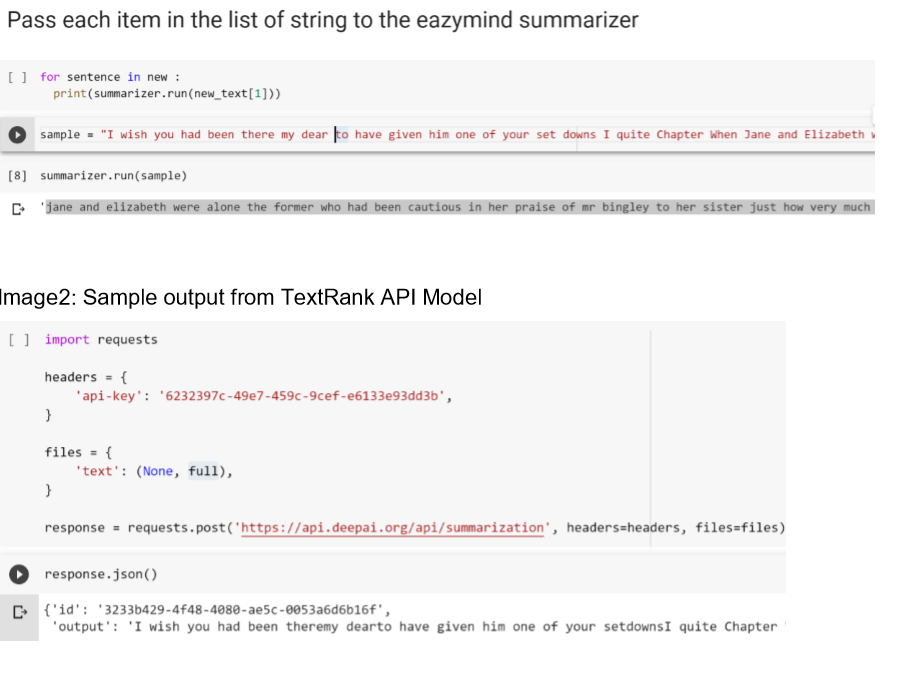 Pass each item in the list of string to the eazymind summarizer
[ ] for sentence in new :
print(summarizer.run(new_text[1]))
sample = "I wish you had been there my dear to have given him one of your set downs I quite Chapter When Jane and Elizabeth
[8] summarizer.run(sample)
'jane and elizabeth were alone the former who had been cautious in her praise of mr bingley to her sister just how very much
Image2: Sample output from TextRank API Model
[ ] import requests
headers = {
'api-key': '6232397c-49e7-459c-9cef-e6133e93dd3b',
}
files = {
'text': (None, full),
}
response = requests.post('https://api.deepai.org/api/summarization', headers=headers, files=files)
response.json()
{'id': '3233b429-4f48-4080-ae5c-0053a6d6b16f',
'output': 'I wish you had been theremy dearto have given him one of your setdownsI quite Chapter